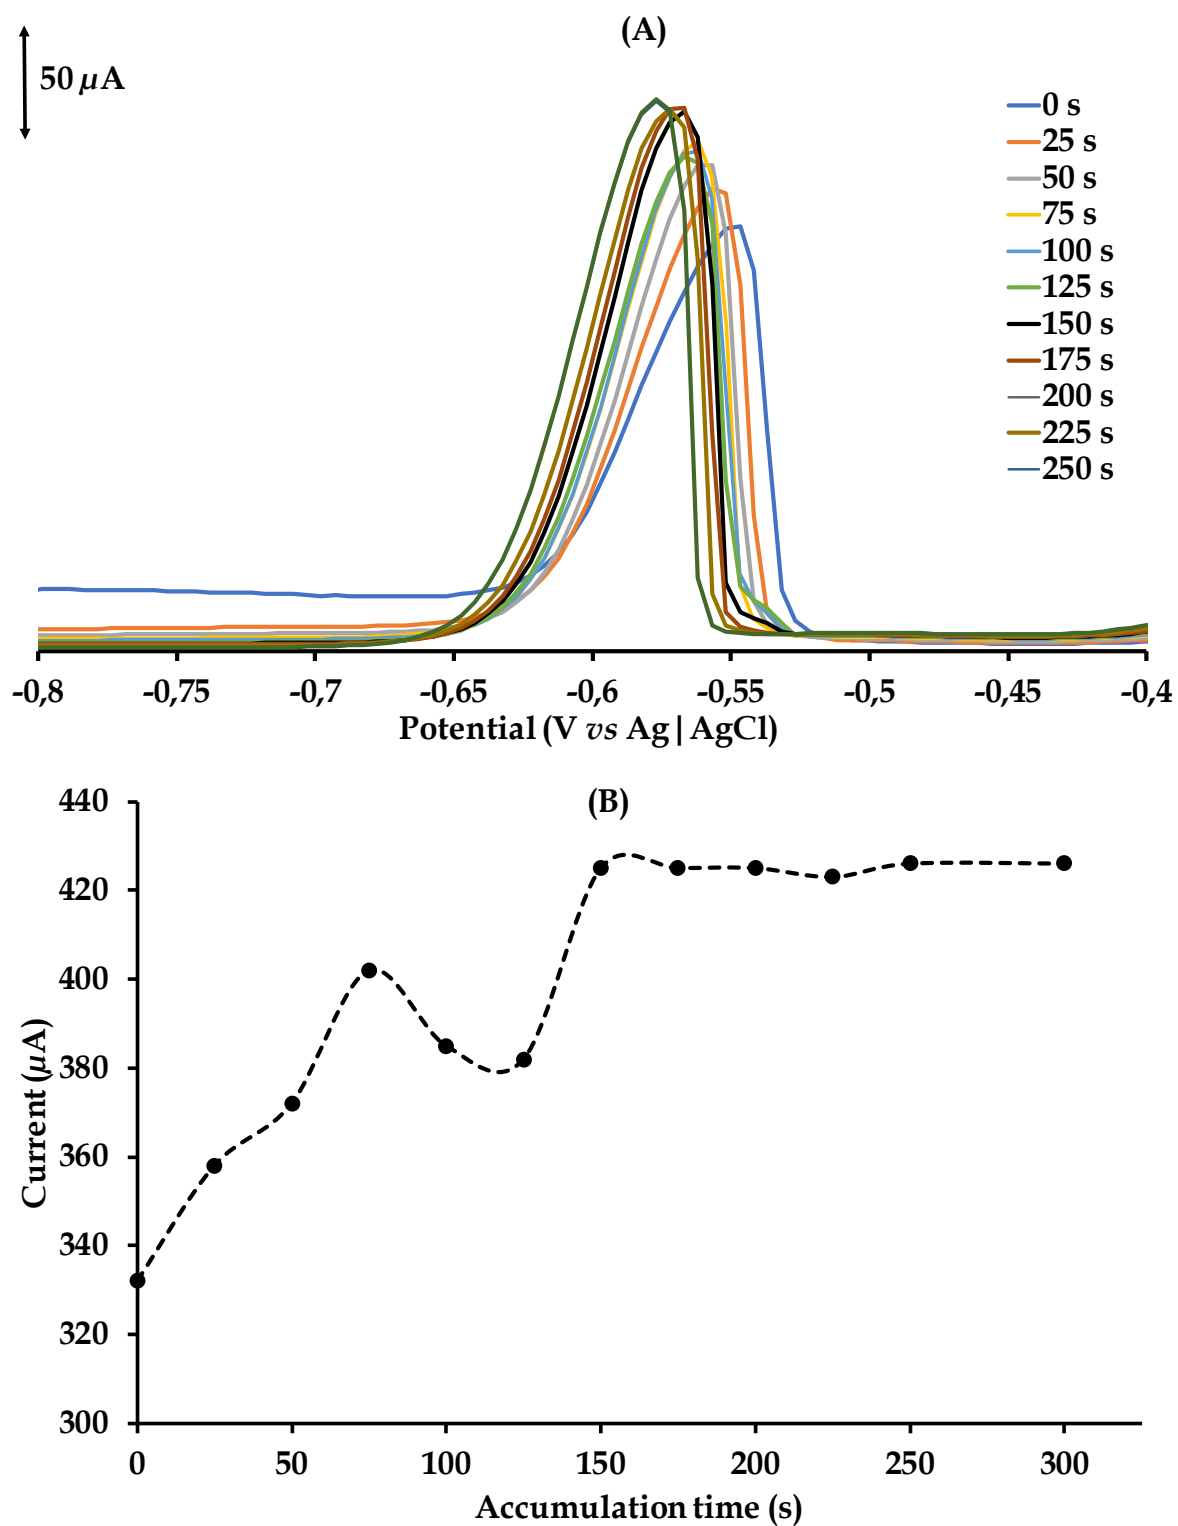 (A)
50 µA
0 s
25 s
50 s
75 s
100 s
125 s
150 s
175 s
200 s
225 s
250 s
-0,8 -0,75 -0,7 -0,65 -0,6 -0,55 -0,5 -0,45 -0,4
Potential (V vs Ag|AgCl)
(B)
440
420
400
380
360
340
320
300
Current (µA)
0 50 100 150 200 250 300
Accumulation time (s)